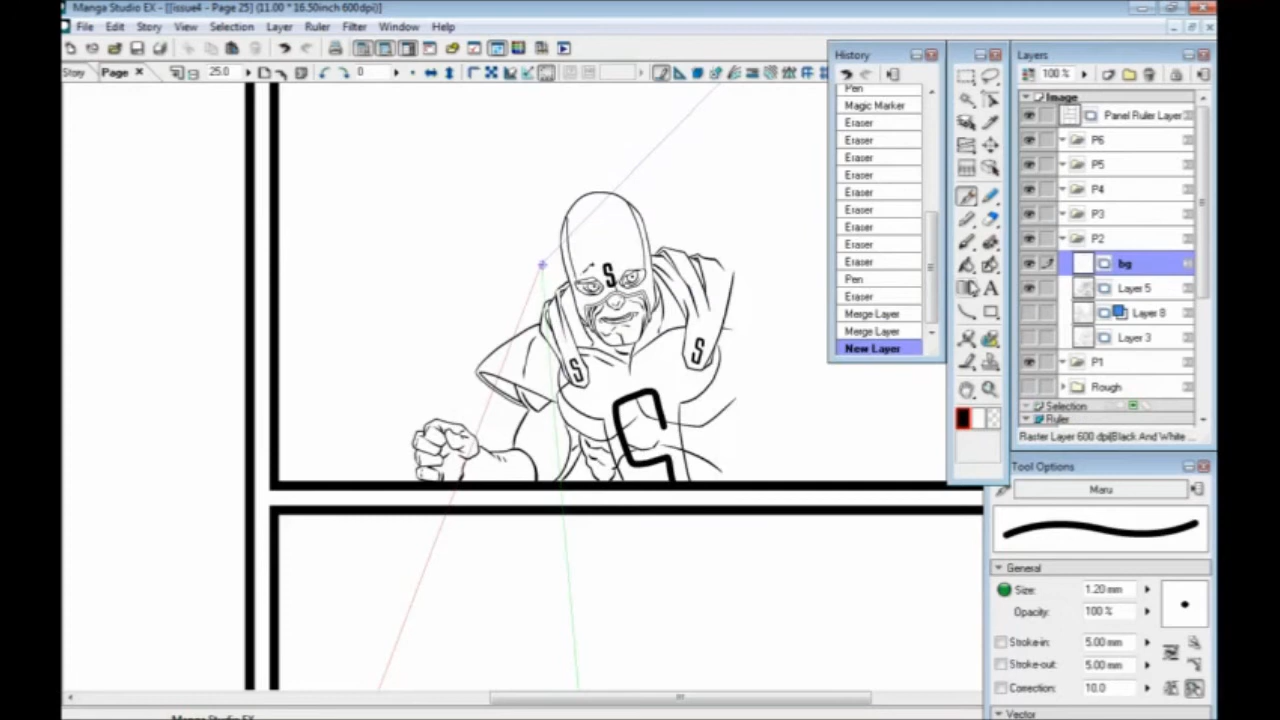 Manga Studio EX - [[issue4 - Page 25] (11.00 * 16.50inch 600dpi)]
File Edit Story View Selection Layer Ruler Filter Window Help
25.0
Story Page
0
History
Pen
Magic Marker
Eraser
Eraser
Eraser
Eraser
Eraser
Eraser
Eraser
Eraser
Eraser
Pen
Eraser
Merge Layer
Merge Layer
New Layer
Layers
100 %
Image
Panel Ruler Layer
P6
P5
P4
P3
P2
bg
Layer 5
Layer 8
Layer 3
P1
Rough
Selection
Ruler
Raster Layer 600 dpi(Black And White ...
Tool Options
Maru
General
Size: 1.20 mm
Opacity: 100 %
Stroke-in: 5.00 mm
Stroke-out: 5.00 mm
Correction: 10.0
Vector
S
S
S
S
Manga Studio EX